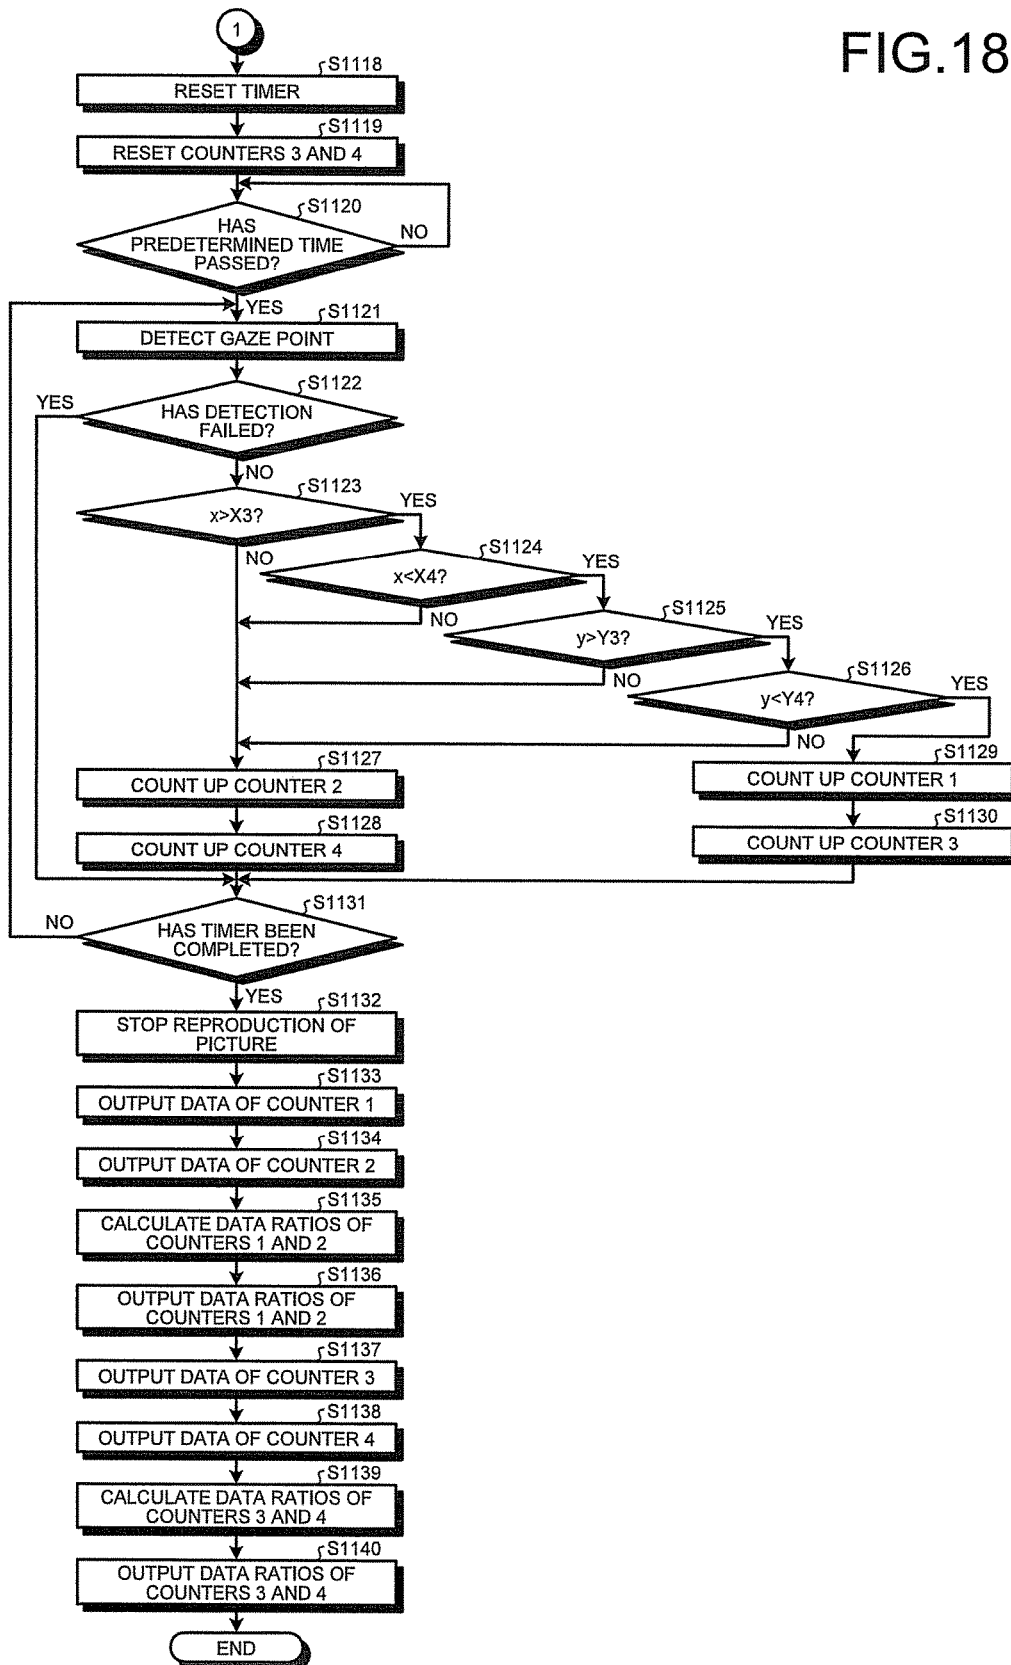 FIG.18
1
S1118
RESET TIMER
S1119
RESET COUNTERS 3 AND 4
S1120
HAS
PREDETERMINED TIME
PASSED?
NO
YES
S1121
DETECT GAZE POINT
S1122
YES
HAS DETECTION
FAILED?
NO
S1123
YES
x>X3?
NO
S1124
YES
x<X4?
NO
S1125
YES
y>Y3?
NO
S1126
YES
y<Y4?
NO
S1127
COUNT UP COUNTER 2
S1129
COUNT UP COUNTER 1
S1128
COUNT UP COUNTER 4
S1130
COUNT UP COUNTER 3
S1131
NO
HAS TIMER BEEN
COMPLETED?
YES
S1132
STOP REPRODUCTION OF
PICTURE
S1133
OUTPUT DATA OF COUNTER 1
S1134
OUTPUT DATA OF COUNTER 2
S1135
CALCULATE DATA RATIOS OF
COUNTERS 1 AND 2
S1136
OUTPUT DATA RATIOS OF
COUNTERS 1 AND 2
S1137
OUTPUT DATA OF COUNTER 3
S1138
OUTPUT DATA OF COUNTER 4
S1139
CALCULATE DATA RATIOS OF
COUNTERS 3 AND 4
S1140
OUTPUT DATA RATIOS OF
COUNTERS 3 AND 4
END